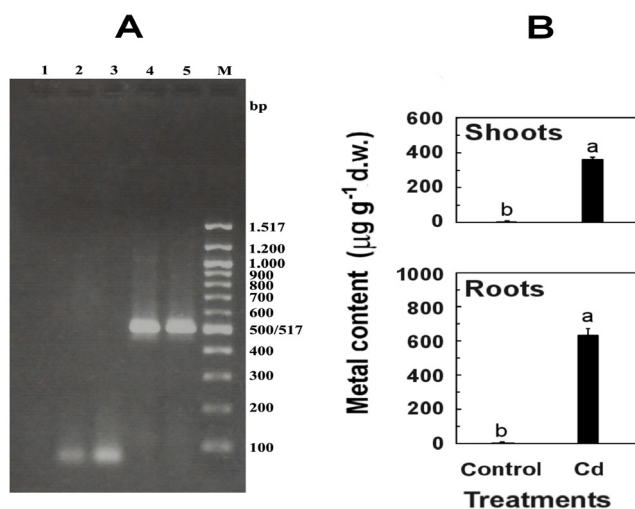 A
B
1 2 3 4 5 M
bp
1.517
1.200
1.000
900
800
700
600
500/517
400
300
200
100
Metal content (µg g-1 d.w.)
600
400
200
0
Shoots
b
a
1000
800
600
400
200
0
Roots
b
a
Control Cd
Treatments